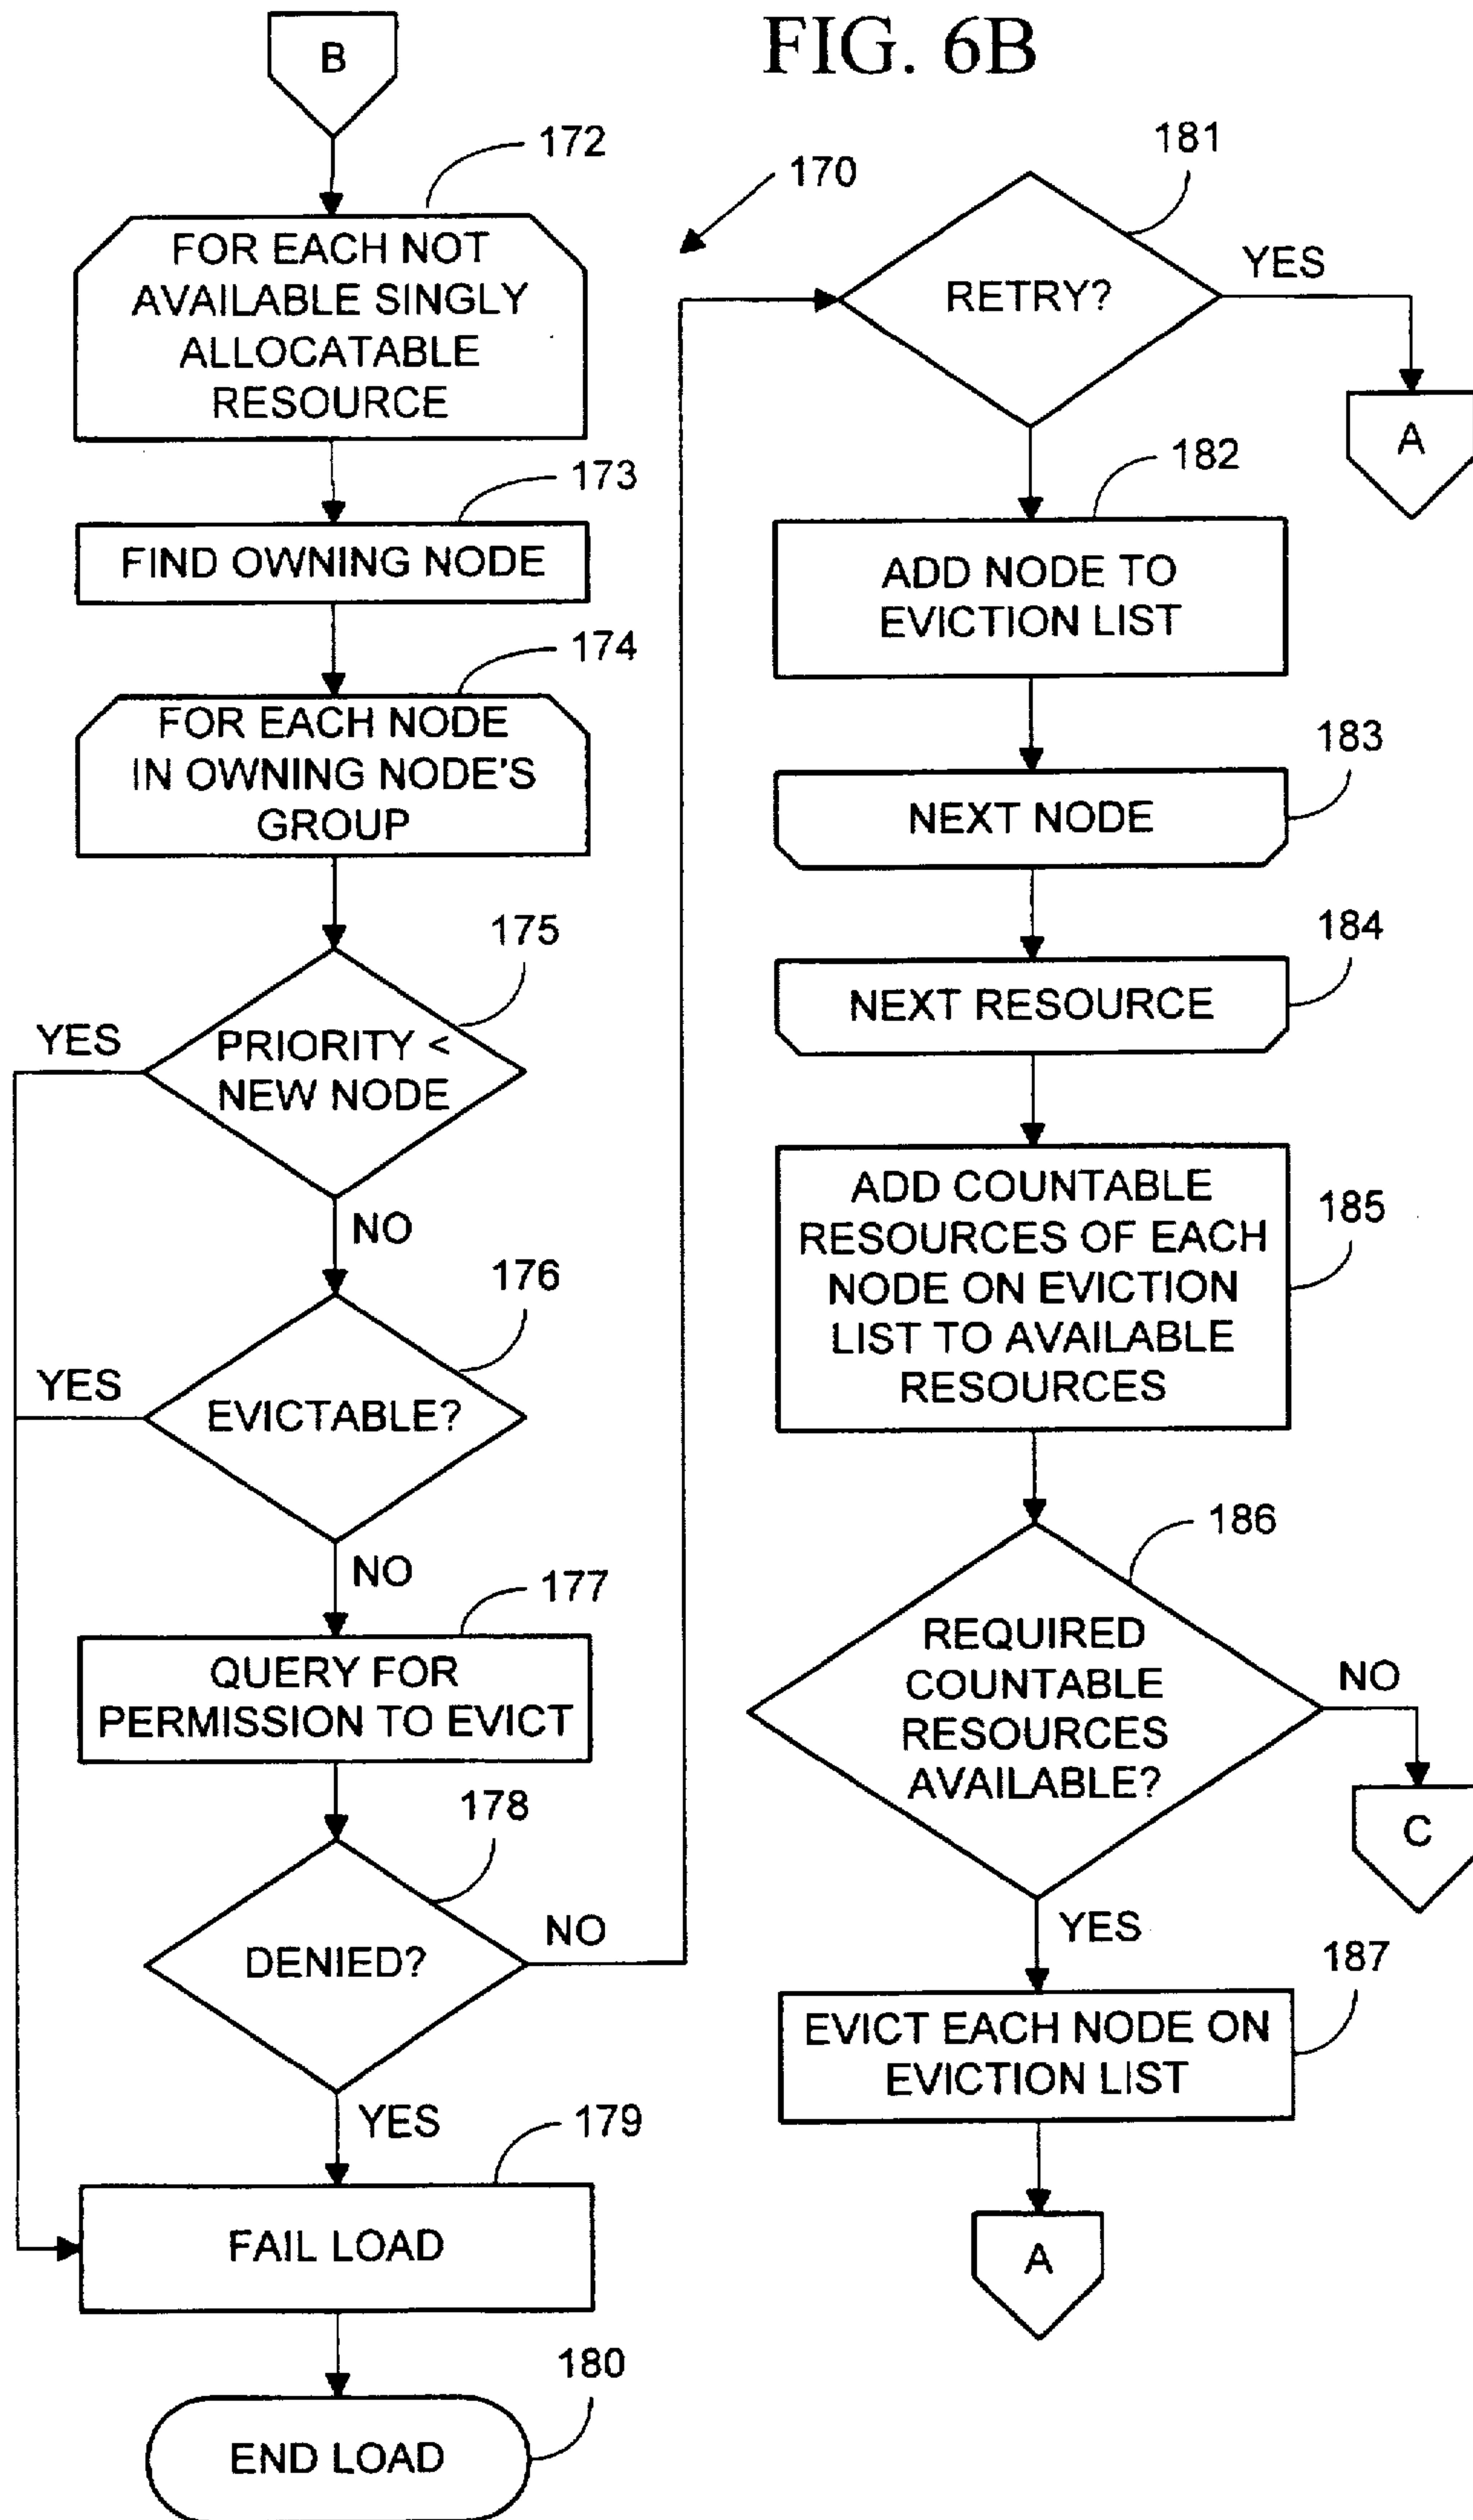 FIG. 6B
B
172
FOR EACH NOT
AVAILABLE SINGLY
ALLOCATABLE
RESOURCE
173
FIND OWNING NODE
174
FOR EACH NODE
IN OWNING NODE'S
GROUP
175
PRIORITY <
NEW NODE
YES
NO
176
EVICTABLE?
YES
NO
177
QUERY FOR
PERMISSION TO EVICT
178
DENIED?
NO
YES
179
FAIL LOAD
180
END LOAD
170
181
RETRY?
YES
A
182
ADD NODE TO
EVICTION LIST
183
NEXT NODE
184
NEXT RESOURCE
185
ADD COUNTABLE
RESOURCES OF EACH
NODE ON EVICTION
LIST TO AVAILABLE
RESOURCES
186
REQUIRED
COUNTABLE
RESOURCES
AVAILABLE?
NO
C
YES
187
EVICT EACH NODE ON
EVICTION LIST
A